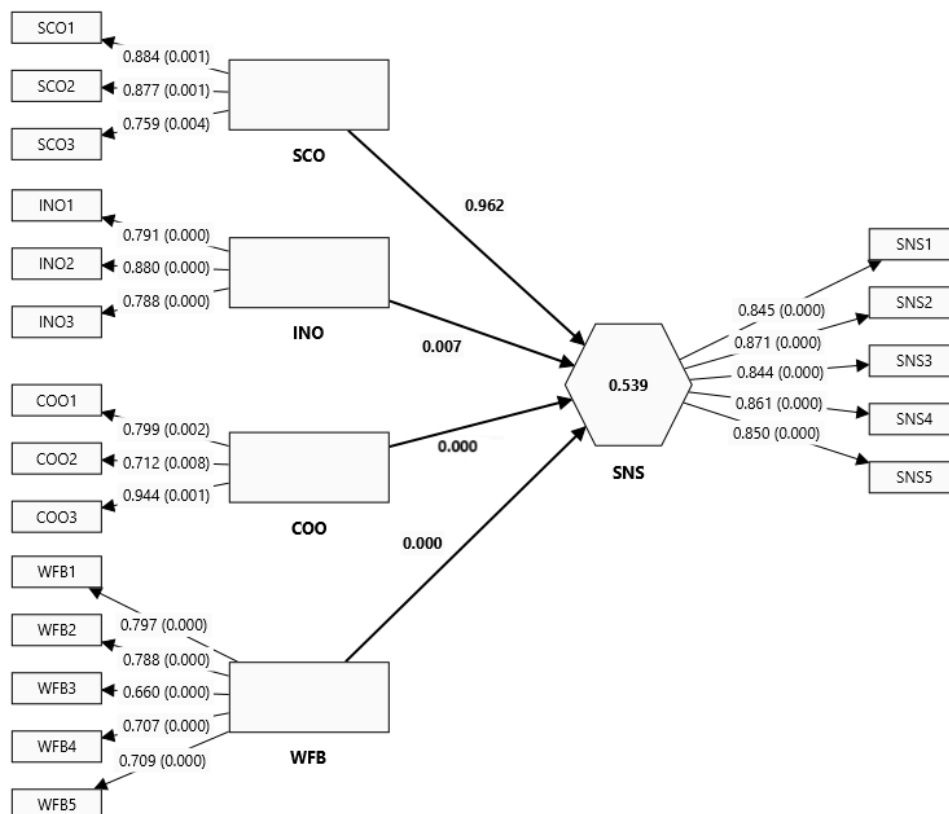 SCO1
0.884 (0.001)
SCO2
0.877 (0.001)
SCO3
0.759 (0.004)
SCO
INO1
0.791 (0.000)
INO2
0.880 (0.000)
INO3
0.788 (0.000)
INO
COO1
0.799 (0.002)
COO2
0.712 (0.008)
COO3
0.944 (0.001)
COO
WFB1
0.797 (0.000)
WFB2
0.788 (0.000)
WFB3
0.660 (0.000)
WFB4
0.707 (0.000)
WFB5
0.709 (0.000)
WFB
0.962
0.007
0.000
0.000
0.539
SNS
SNS1
0.845 (0.000)
SNS2
0.871 (0.000)
SNS3
0.844 (0.000)
SNS4
0.861 (0.000)
SNS5
0.850 (0.000)